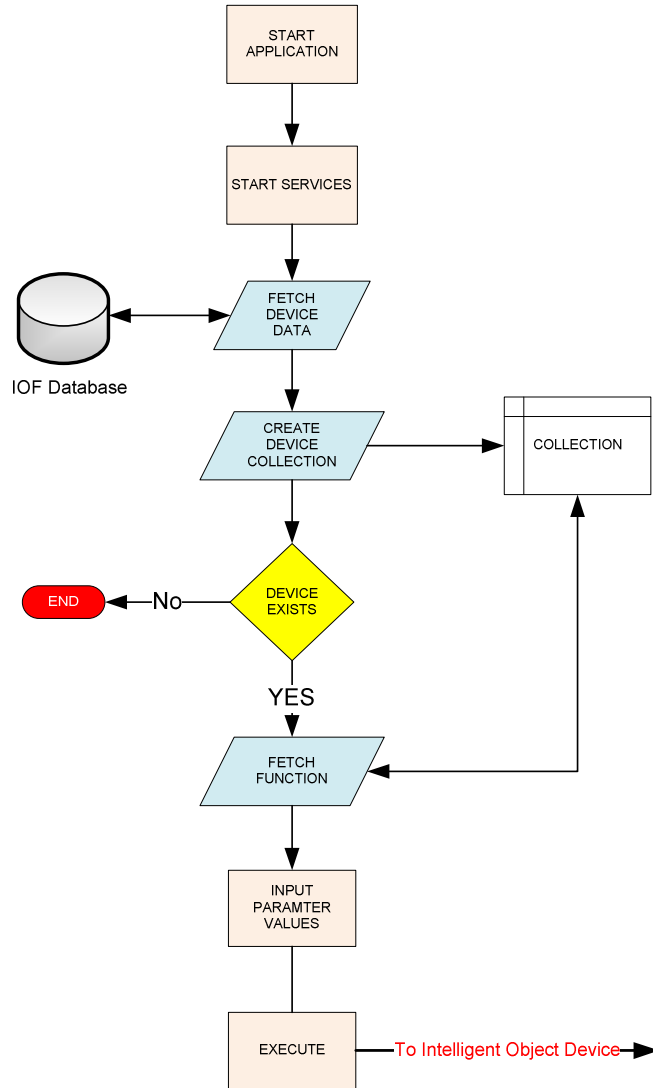 START
APPLICATION
START SERVICES
FETCH
DEVICE
DATA
IOF Database
CREATE
DEVICE
COLLECTION
COLLECTION
DEVICE
EXISTS
No
END
YES
FETCH
FUNCTION
INPUT
PARAMTER
VALUES
EXECUTE
To Intelligent Object Device